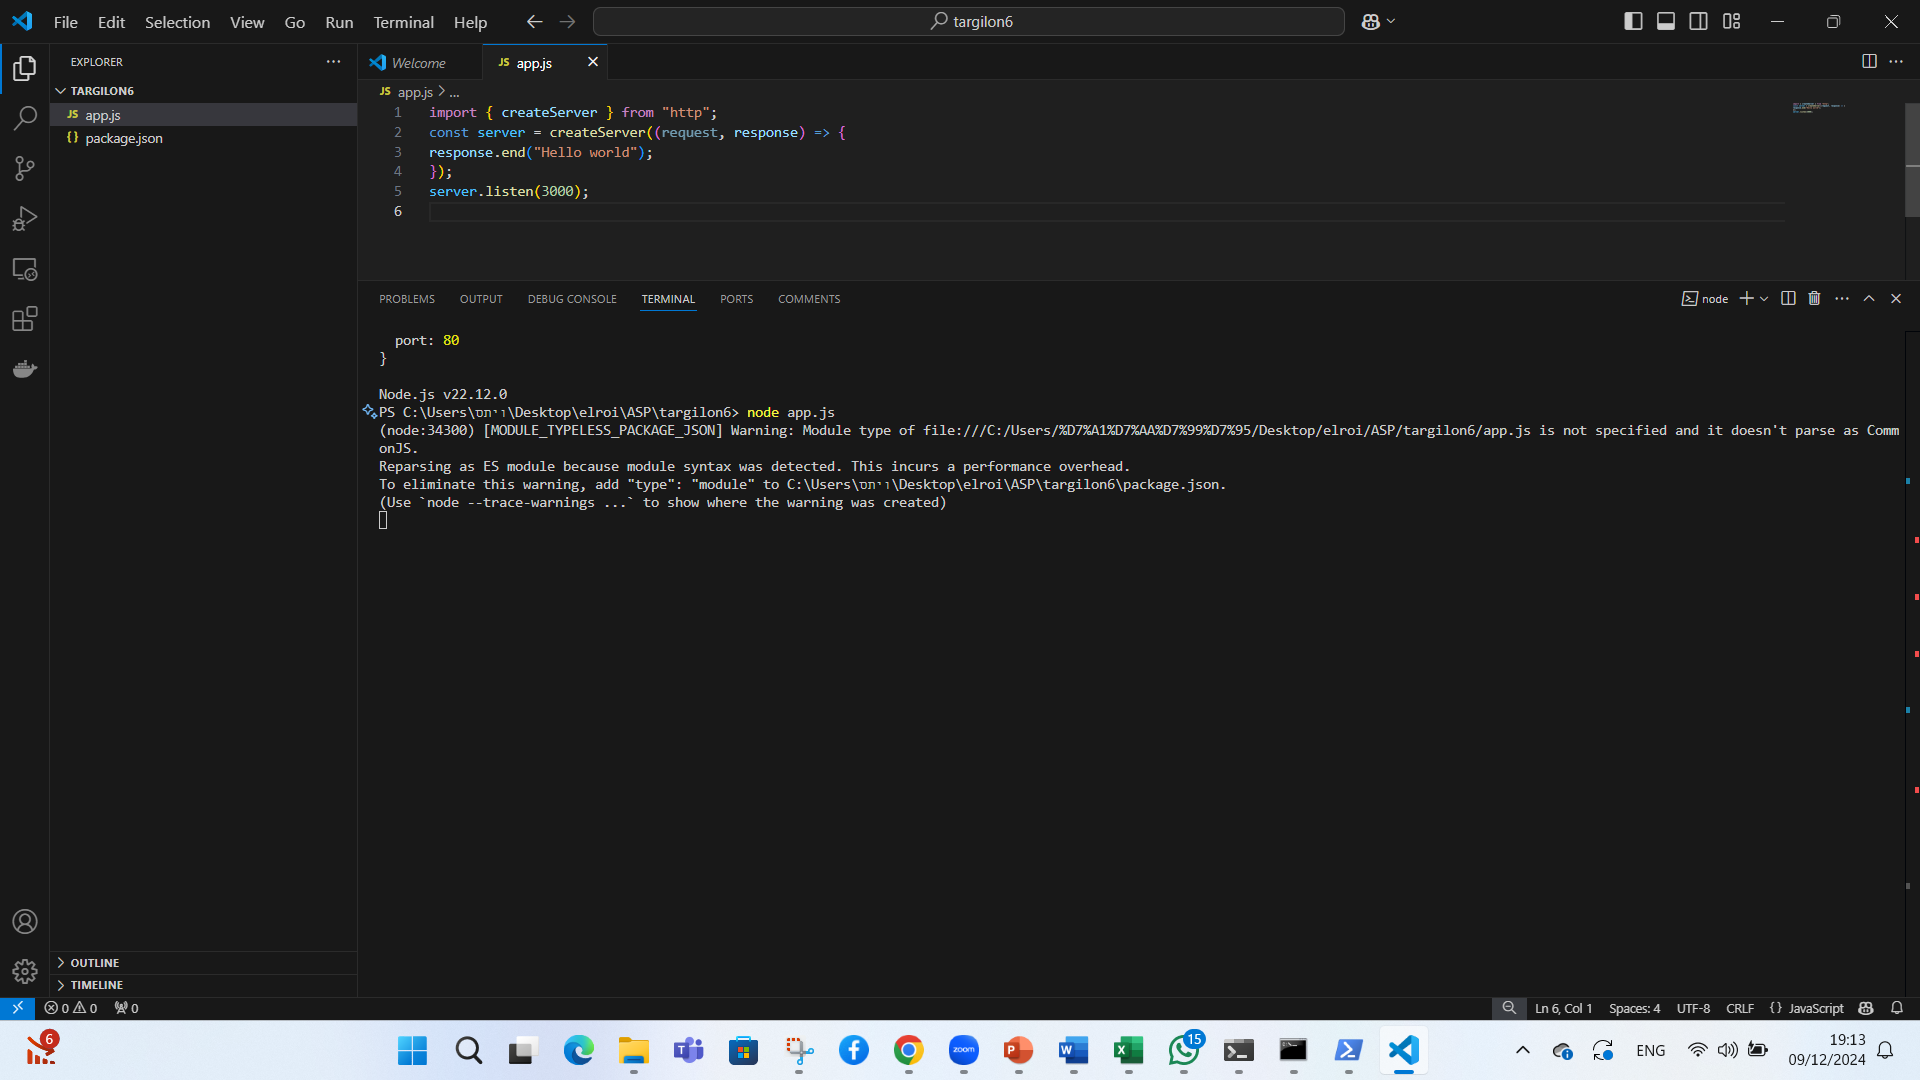 File Edit Selection View Go Run Terminal Help
targilon6
EXPLORER
TARGILON6
JS app.js
{} package.json
OUTLINE
TIMELINE
Welcome
JS app.js
JS app.js > ...
1 import { createServer } from "http";
2 const server = createServer((request, response) => {
3 response.end("Hello world");
4 });
5 server.listen(3000);
6
PROBLEMS OUTPUT DEBUG CONSOLE TERMINAL PORTS COMMENTS
node
port: 80
}
Node.js v22.12.0
PS C:\Users\סתיו\Desktop\elroi\ASP\targilon6> node app.js
(node:34300) [MODULE_TYPELESS_PACKAGE_JSON] Warning: Module type of file:///C:/Users/%D7%A1%D7%AA%D7%99%D7%95/Desktop/elroi/ASP/targilon6/app.js is not specified and it doesn't parse as Comm
onJS.
Reparsing as ES module because module syntax was detected. This incurs a performance overhead.
To eliminate this warning, add "type": "module" to C:\Users\סתיו\Desktop\elroi\ASP\targilon6\package.json.
(Use `node --trace-warnings ...` to show where the warning was created)
0 0 0
Ln 6, Col 1 Spaces: 4 UTF-8 CRLF {} JavaScript
6
zoom
15
ENG
19:13
09/12/2024